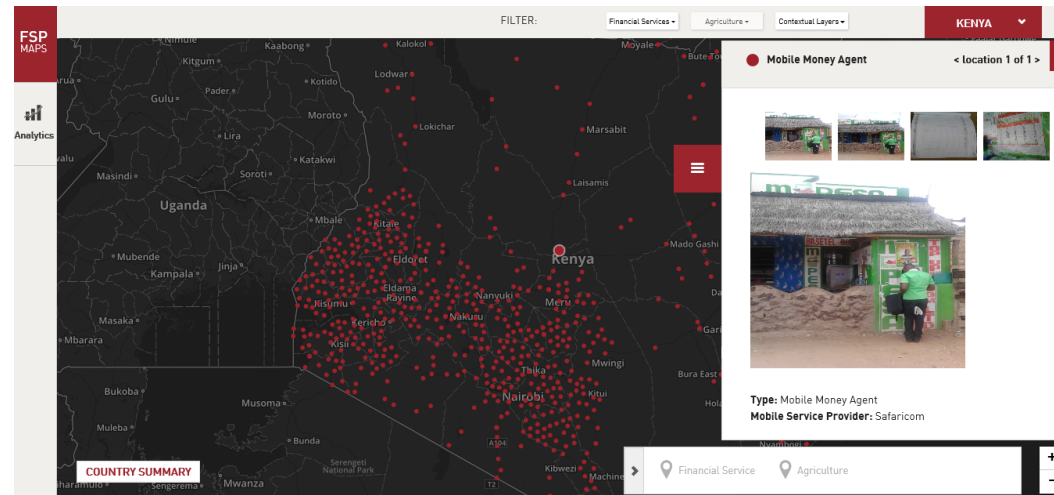 FSP
MAPS
FILTER:
Financial Services
Agriculture
Contextual Layers
KENYA
Analytics
Mobile Money Agent
< location 1 of 1 >
Nimule
Kaabong
Kalokol
Moyale
Kitgum
Lodwar
Arua
Pader
Kotido
Gulu
Moroto
Lira
Lokichar
Marsabit
Katakwi
Masindi
Soroti
Laisamis
Uganda
Mbale
Kitale
Mubende
Eldoret
Kenya
Mado Gashi
Kampala
Jinja
Eldama
Ravine
Nanyuki
Meru
Kisumu
Masaka
Kericho
Nakuru
Mbarara
Kisii
Thika
Mwingi
Bura East
Bukoba
Musoma
Nairobi
Kitui
Muleba
Bunda
A104
Serengeti
National Park
Kibwezi
T2
Sengerema
Mwanza
COUNTRY SUMMARY
Type: Mobile Money Agent
Mobile Service Provider: Safaricom
Financial Service
Agriculture
+
-